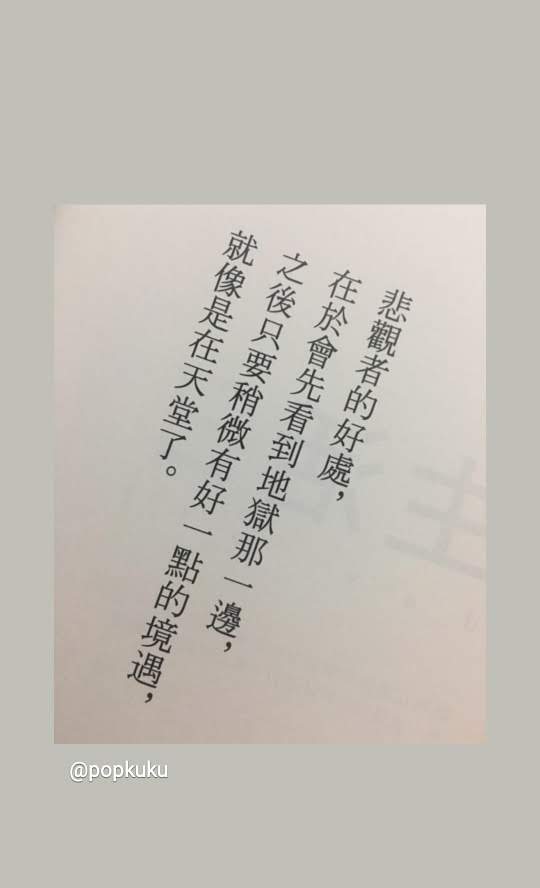 悲觀者的好處，
在於會先看到地獄那一邊，
之後只要稍微有好一點的境遇，
就像是在天堂了。
@popkuku